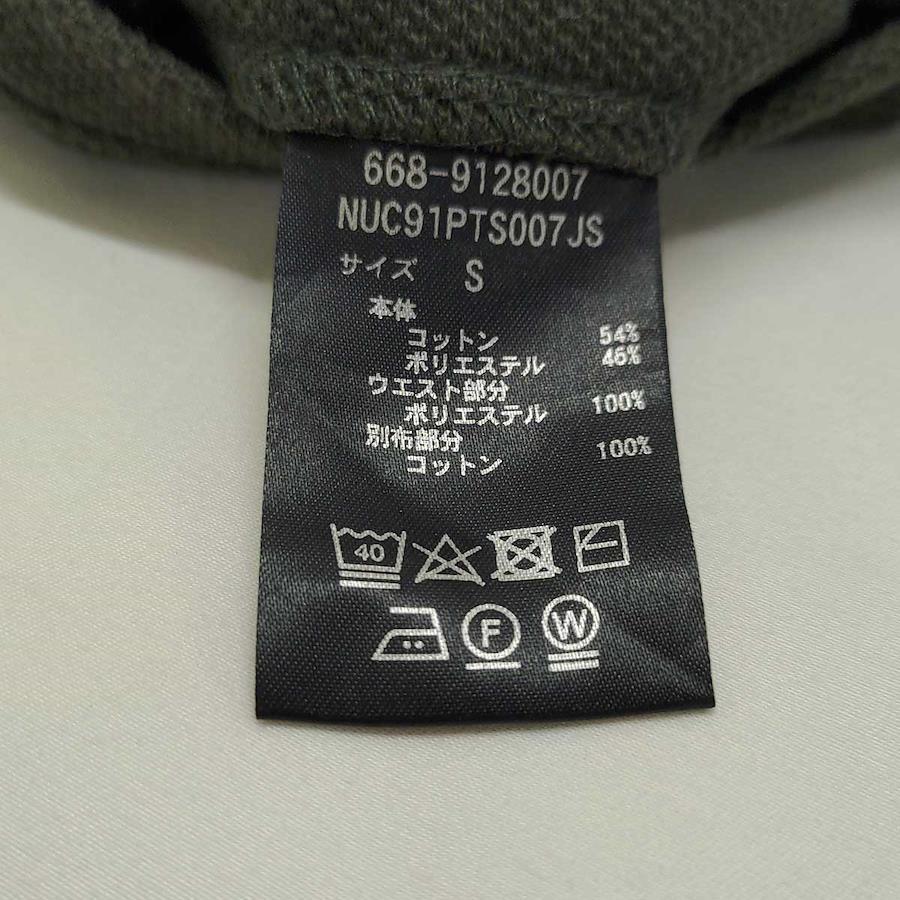 668-9128007
NUC91PTS007JS
サイズ S
本体
コットン 54%
ポリエステル 46%
ウエスト部分
ポリエステル 100%
別布部分
コットン 100%
40
F
W